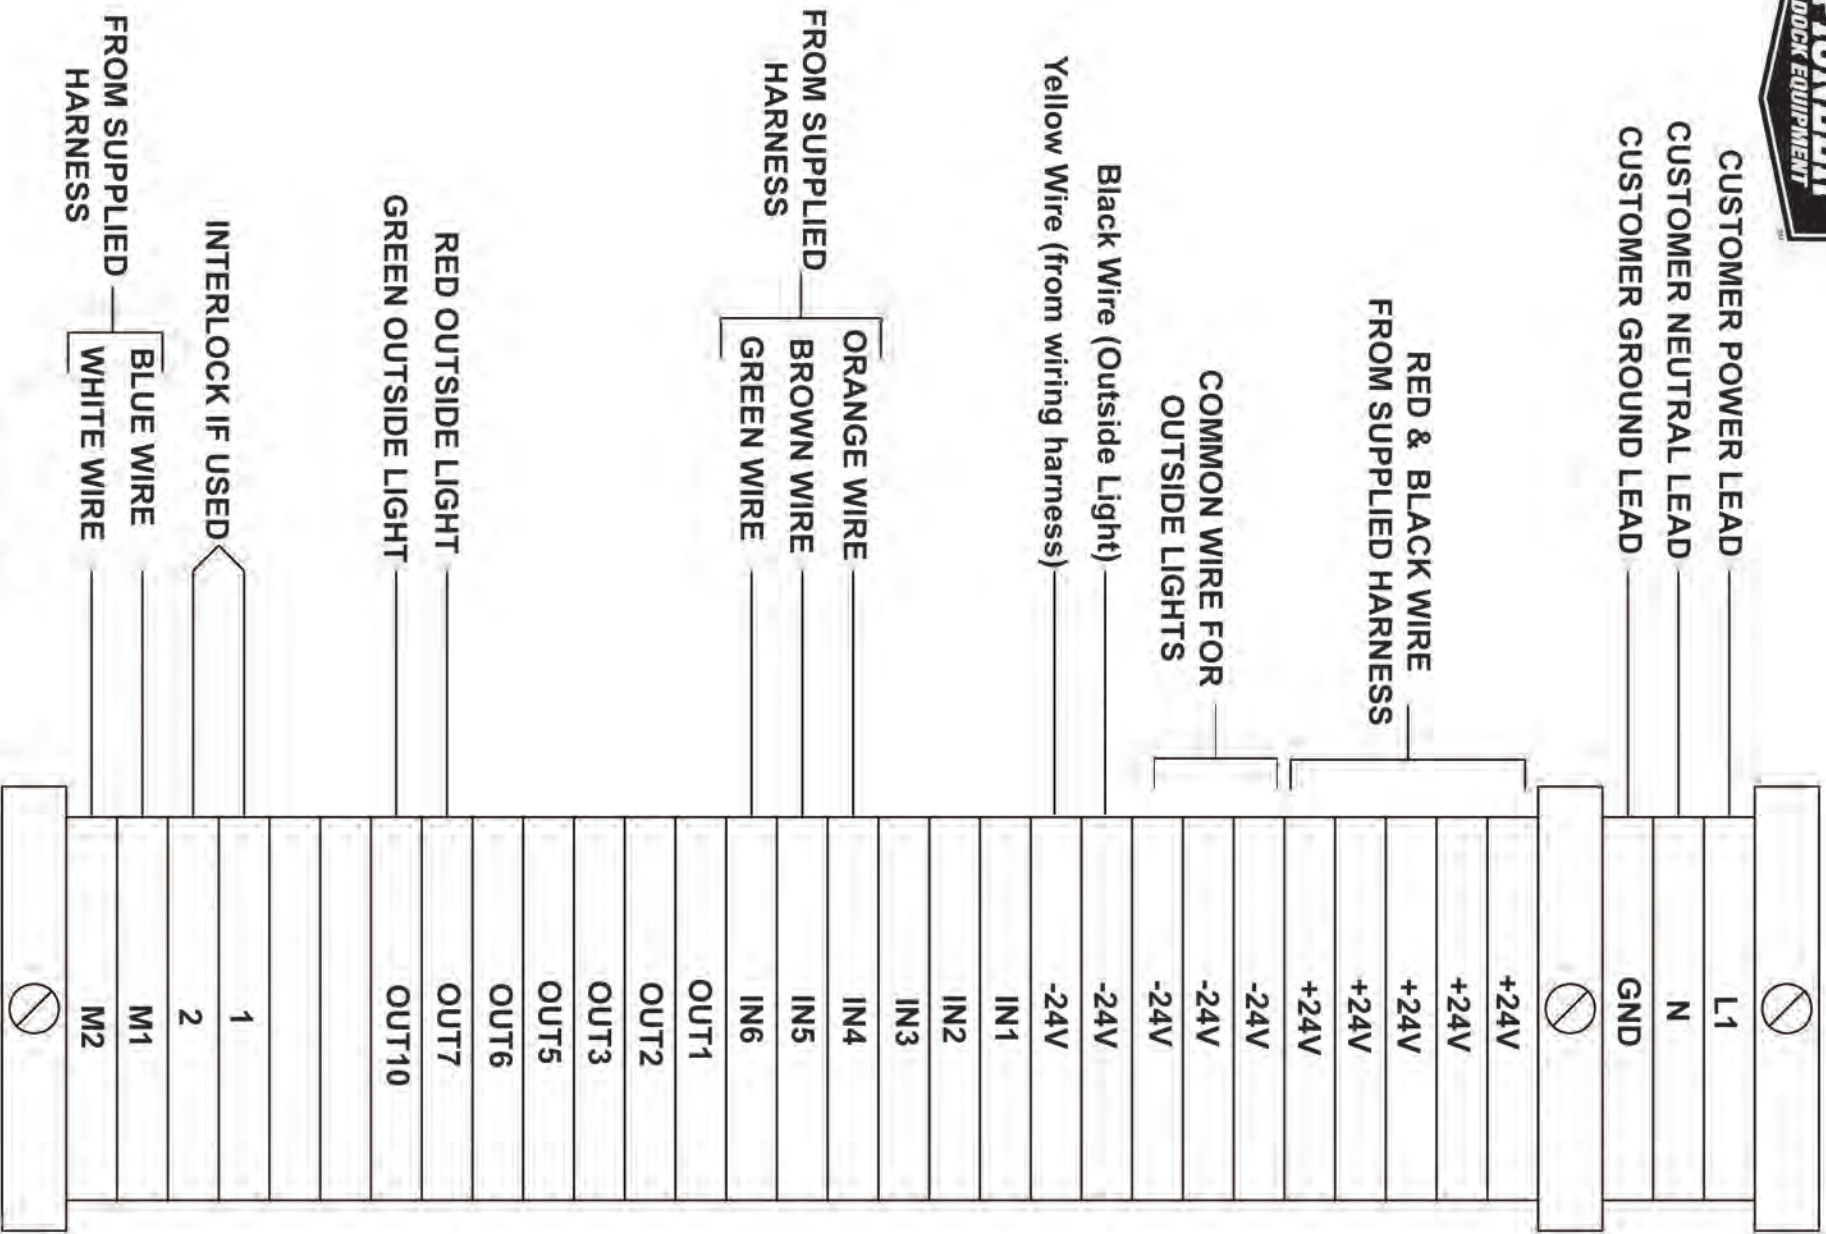 DOCK EQUIPMENT
CUSTOMER POWER LEAD
CUSTOMER NEUTRAL LEAD
CUSTOMER GROUND LEAD
RED & BLACK WIRE
FROM SUPPLIED HARNESS
COMMON WIRE FOR
OUTSIDE LIGHTS
Black Wire (Outside Light)
Yellow Wire (from wiring harness)
FROM SUPPLIED
HARNESS
ORANGE WIRE
BROWN WIRE
GREEN WIRE
RED OUTSIDE LIGHT
GREEN OUTSIDE LIGHT
INTERLOCK IF USED
FROM SUPPLIED
HARNESS
BLUE WIRE
WHITE WIRE
L1
N
GND
+24V
+24V
+24V
+24V
+24V
-24V
-24V
-24V
-24V
-24V
IN1
IN2
IN3
IN4
IN5
IN6
OUT1
OUT2
OUT3
OUT5
OUT6
OUT7
OUT10
1
2
M1
M2